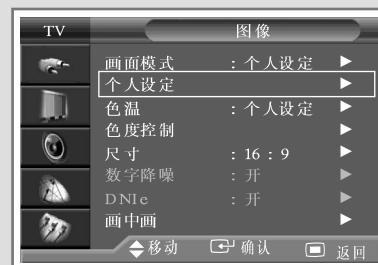 TV 图像
画面模式 : 个人设定 ▶
个人设定 ▶
色温 : 个人设定 ▶
色度控制 ▶
尺寸 : 16 : 9 ▶
数字降噪 : 开 ▶
DNIe : 开 ▶
画中画 ▶
移动 确认 返回